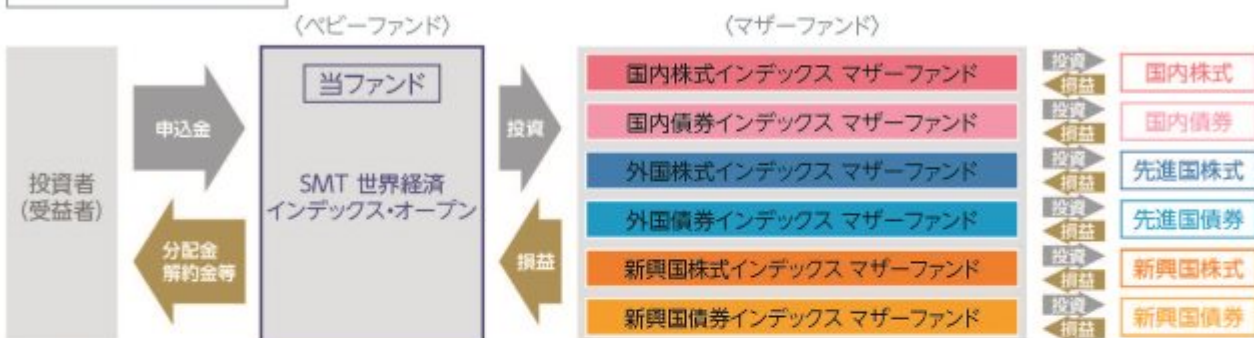 〈ベビーファンド〉
〈マザーファンド〉
投資者
(受益者)
申込金
分配金
解約金等
当ファンド
SMT 世界経済
インデックス・オープン
投資
損益
国内株式インデックス マザーファンド
投資
損益
国内株式
国内債券インデックス マザーファンド
投資
損益
国内債券
外国株式インデックス マザーファンド
投資
損益
先進国株式
外国債券インデックス マザーファンド
投資
損益
先進国債券
新興国株式インデックス マザーファンド
投資
損益
新興国株式
新興国債券インデックス マザーファンド
投資
損益
新興国債券